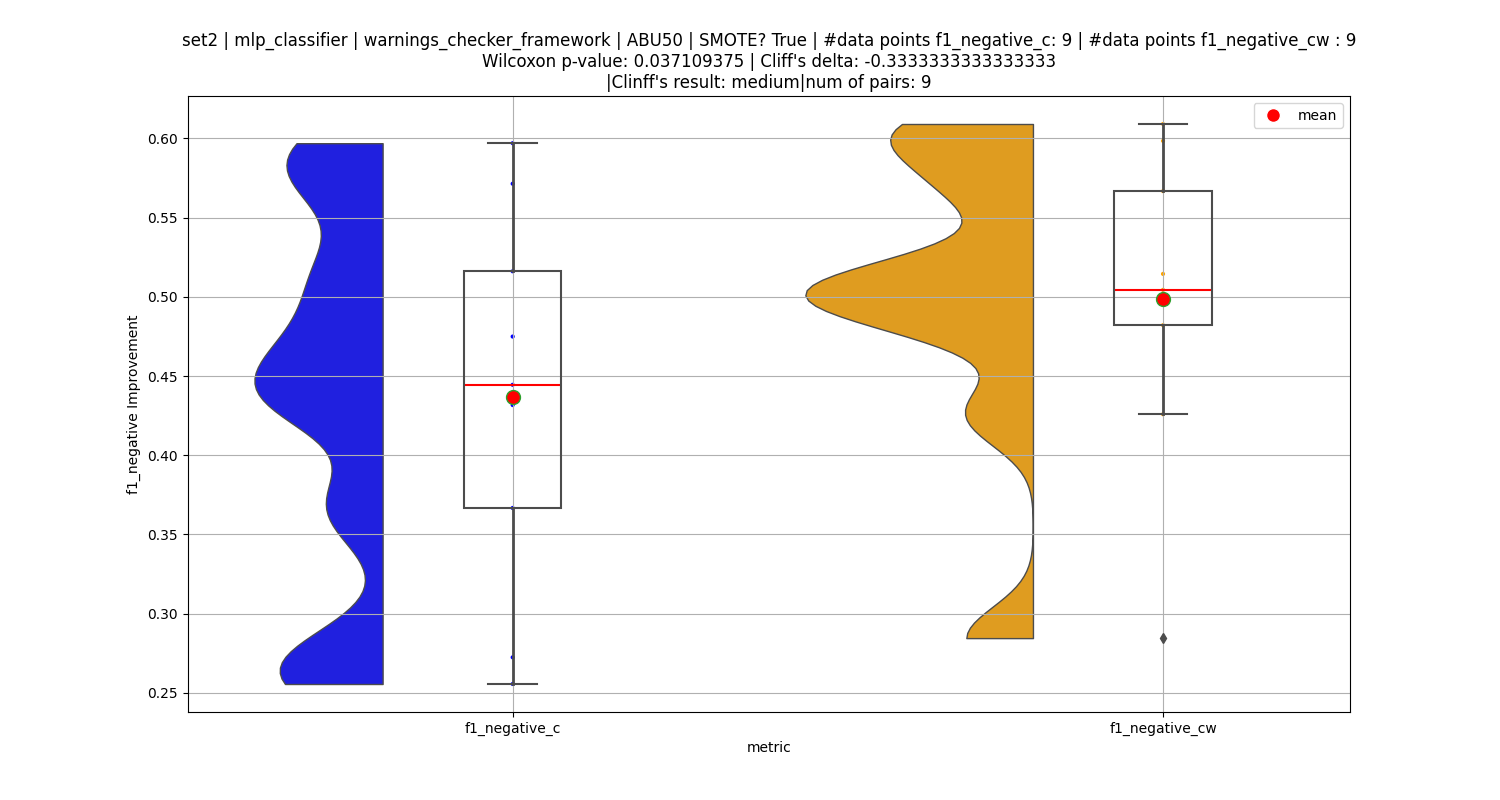 set2 | mlp_classifier | warnings_checker_framework | ABU50 | SMOTE? True | #data points f1_negative_c: 9 | #data points f1_negative_cw : 9
Wilcoxon p-value: 0.037109375 | Cliff's delta: -0.3333333333333333
|Clinff's result: medium|num of pairs: 9
mean
0.60
0.55
0.50
0.45
0.40
0.35
0.30
0.25
f1_negative Improvement
f1_negative_c
f1_negative_cw
metric